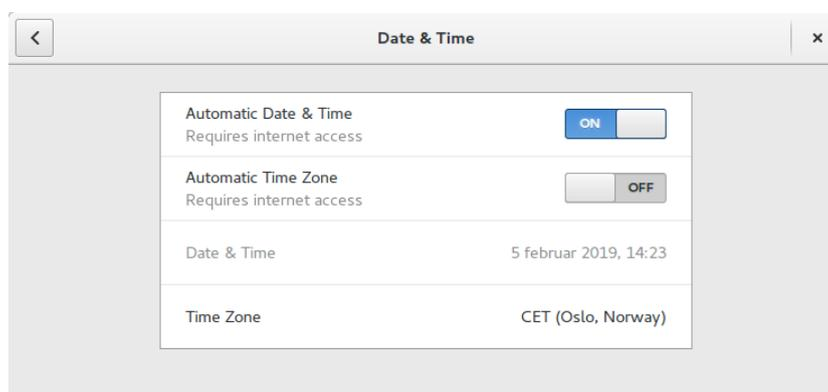 Date & Time
Automatic Date & Time
Requires internet access
ON
Automatic Time Zone
Requires internet access
OFF
Date & Time 5 februar 2019, 14:23
Time Zone CET (Oslo, Norway)